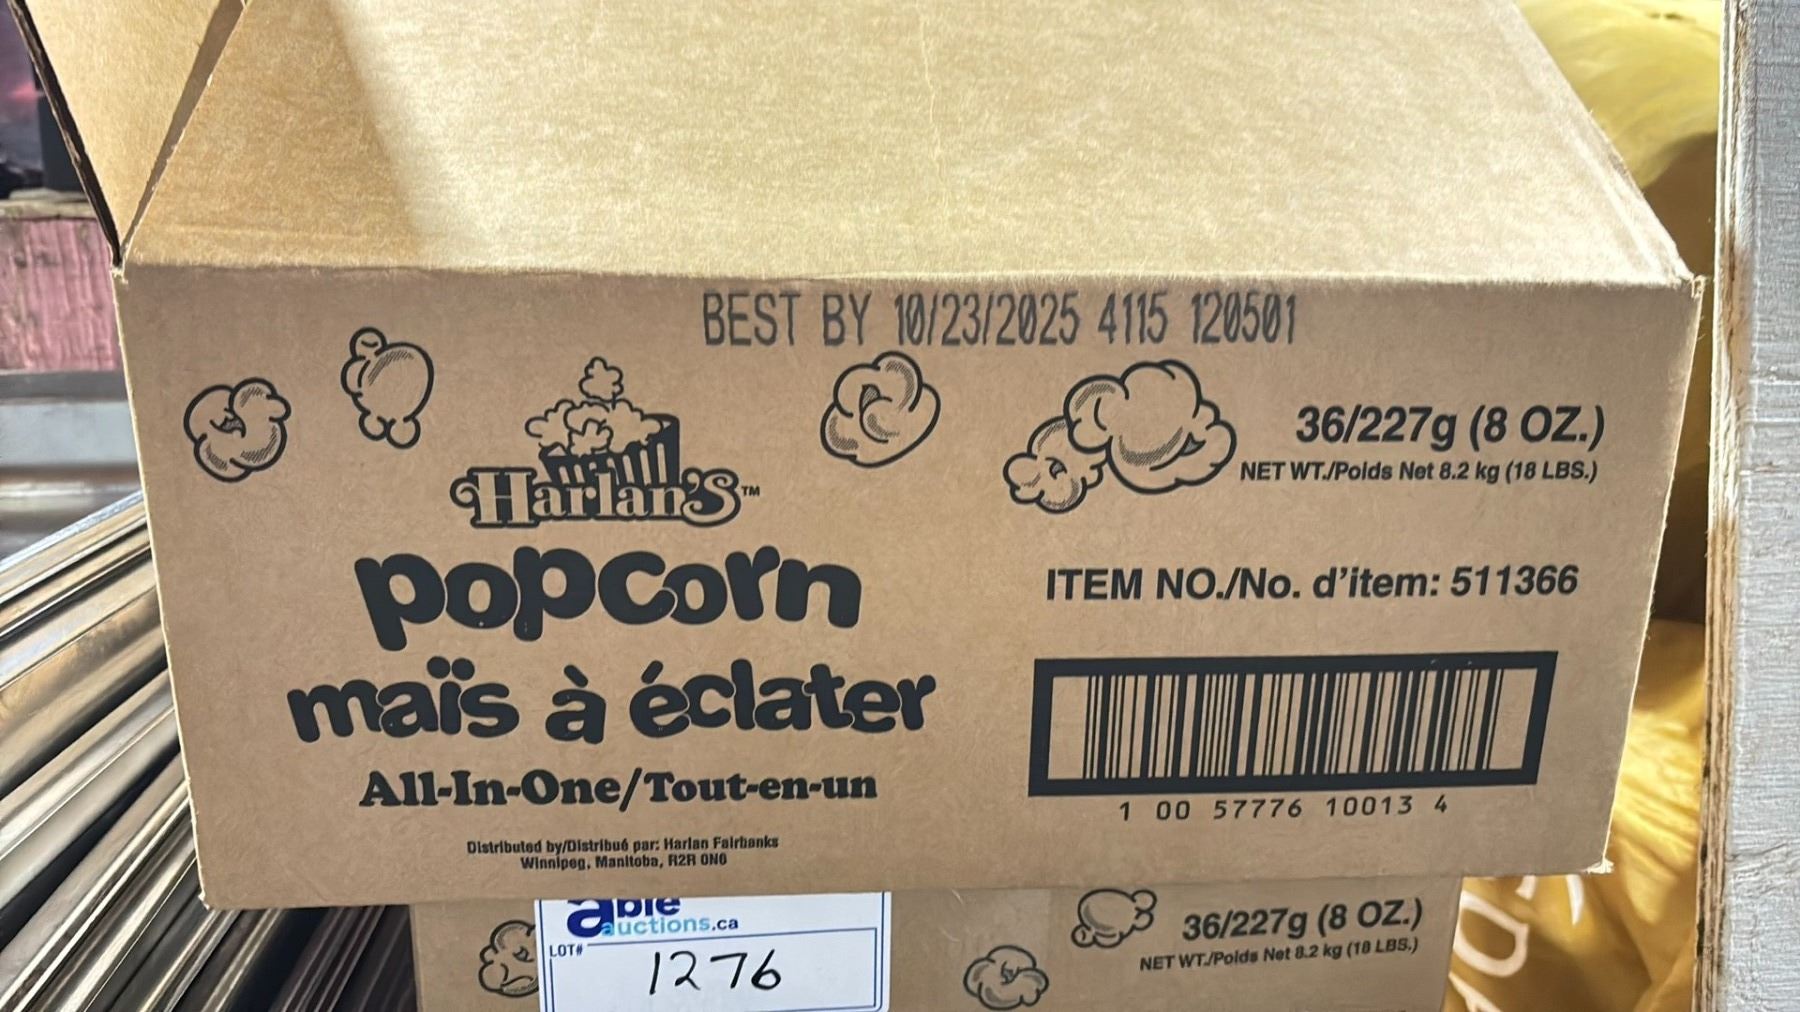 BEST BY 10/23/2025 4115 120501
Harlan's™
popcorn
maïs à éclater
All-In-One/Tout-en-un
Distributed by/Distribué par: Harlan Fairbanks
Winnipeg, Manitoba, R2R 0N6
36/227g (8 OZ.)
NET WT./Poids Net 8.2 kg (18 LBS.)
ITEM NO./No. d'item: 511366
1 00 57776 10013 4
able
auctions.ca
LOT#
1276
36/227g (8 OZ.)
NET WT./Poids Net 8.2 kg (18 LBS.)